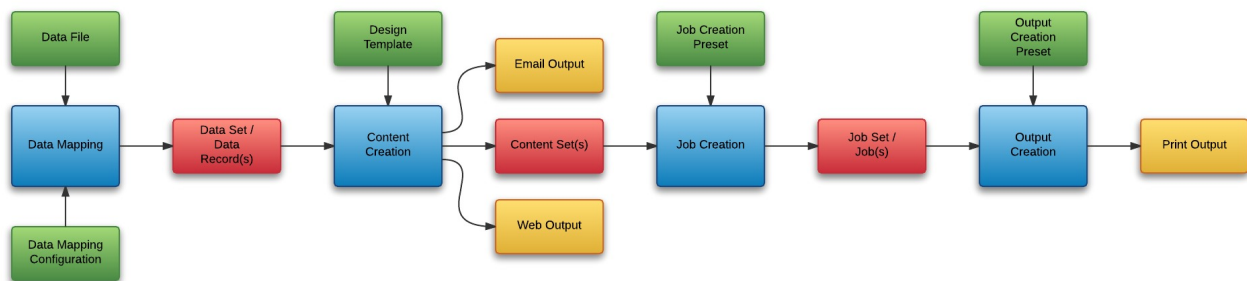 Data File
Design
Template
Job Creation
Preset
Output
Creation
Preset
Email Output
Data Mapping
Data Set /
Data
Record(s)
Content
Creation
Content Set(s)
Job Creation
Job Set /
Job(s)
Output
Creation
Print Output
Web Output
Data Mapping
Configuration